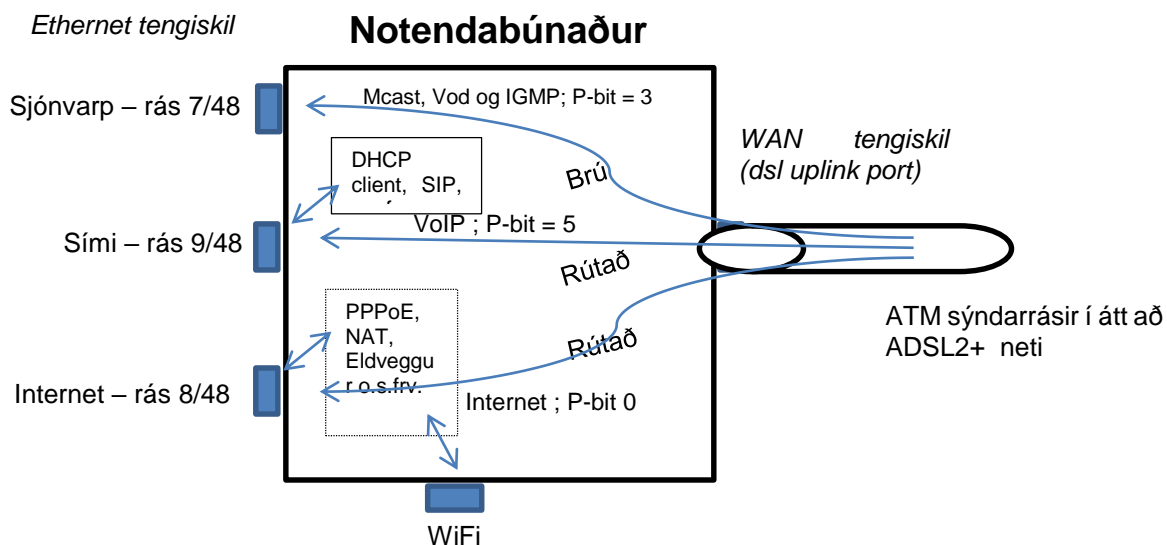 Ethernet tengiskil
Notendabúnaður
Sjónvarp – rás 7/48
Mcast, Vod og IGMP; P-bit = 3
WAN tengiskil
(dsl uplink port)
DHCP
client, SIP,
Brú
VoIP ; P-bit = 5
Sími – rás 9/48
Rútað
ATM sýndarrásir í átt að
ADSL2+ neti
PPPoE,
NAT,
Eldveggu
r o.s.frv.
Rútað
Internet – rás 8/48
Internet ; P-bit 0
WiFi